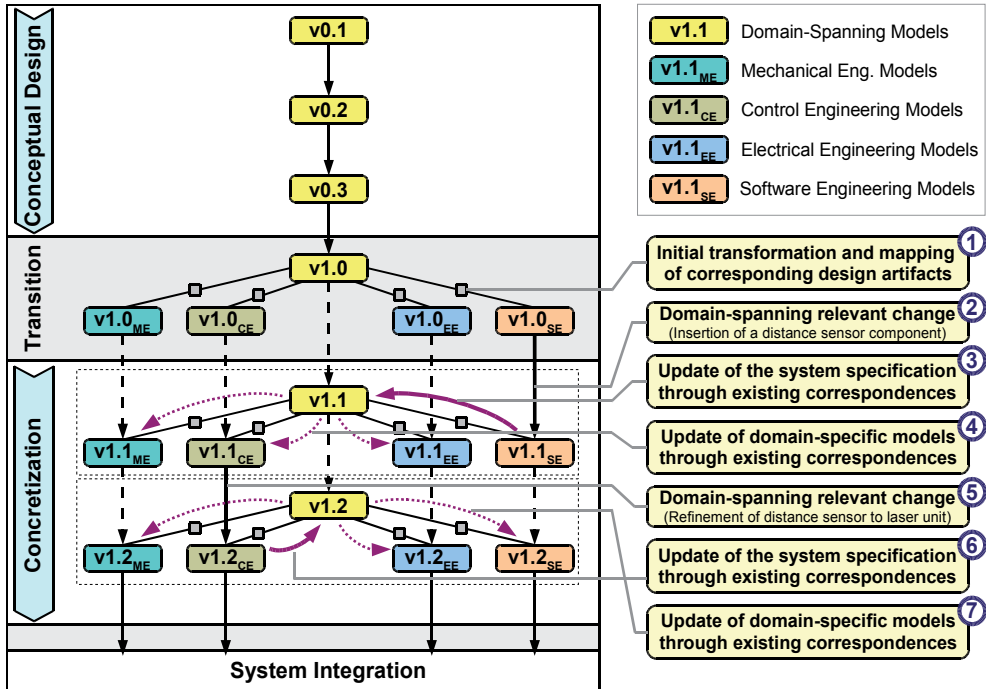 Conceptual Design
v0.1
v0.2
v0.3
v1.1 Domain-Spanning Models
v1.1ME Mechanical Eng. Models
v1.1CE Control Engineering Models
v1.1EE Electrical Engineering Models
v1.1SE Software Engineering Models
Transition
v1.0
v1.0ME v1.0CE v1.0EE v1.0SE
Concretization
v1.1
v1.1ME v1.1CE v1.1EE v1.1SE
v1.2
v1.2ME v1.2CE v1.2EE v1.2SE
System Integration
1
Initial transformation and mapping
of corresponding design artifacts
2
Domain-spanning relevant change
(Insertion of a distance sensor component)
3
Update of the system specification
through existing correspondences
4
Update of domain-specific models
through existing correspondences
5
Domain-spanning relevant change
(Refinement of distance sensor to laser unit)
6
Update of the system specification
through existing correspondences
7
Update of domain-specific models
through existing correspondences